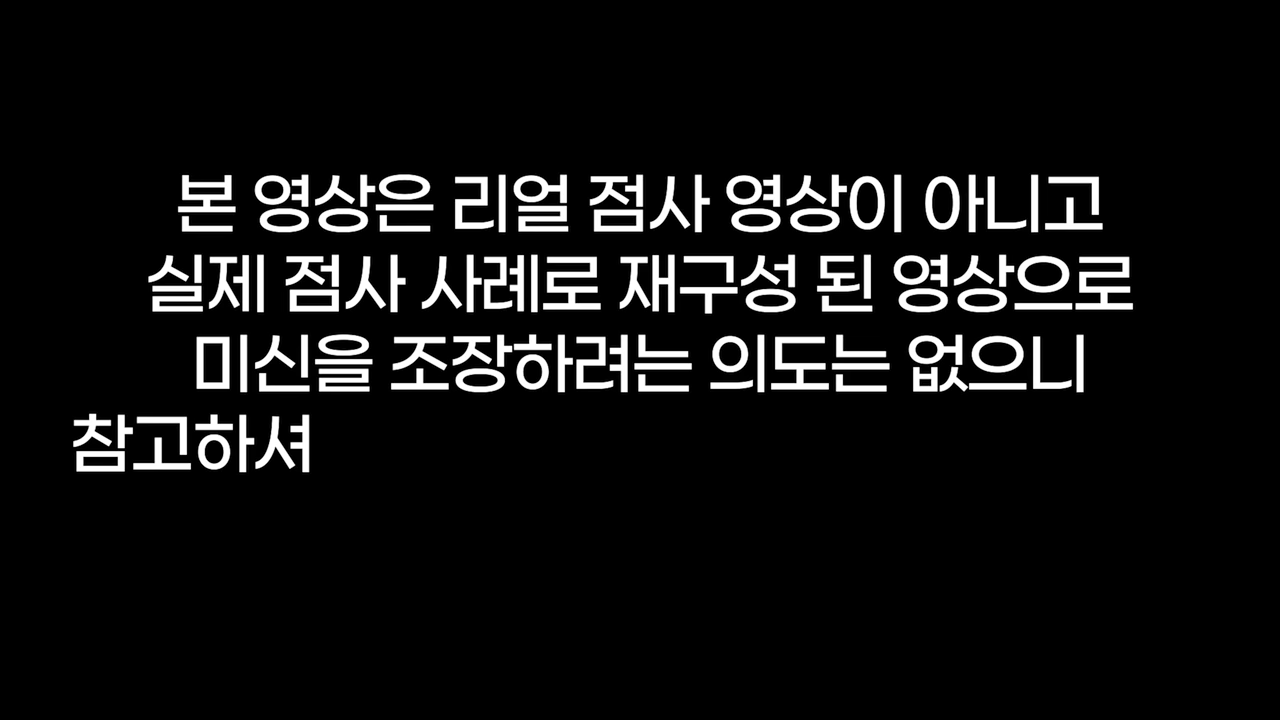 본 영상은 리얼 점사 영상이 아니고
실제 점사 사례로 재구성 된 영상으로
미신을 조장하려는 의도는 없으니
참고하셔